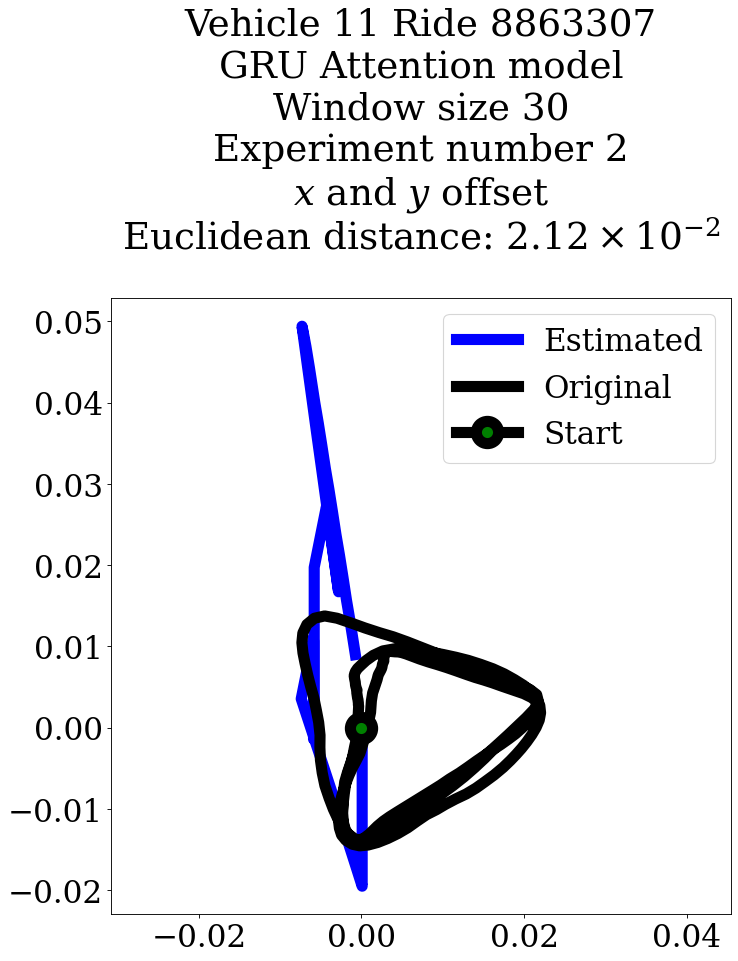 Vehicle 11 Ride 8863307
GRU Attention model
Window size 30
Experiment number 2
x and y offset
Euclidean distance: 2.12 × 10⁻²
Estimated
Original
Start
0.05
0.04
0.03
0.02
0.01
0.00
−0.01
−0.02
−0.02 0.00 0.02 0.04